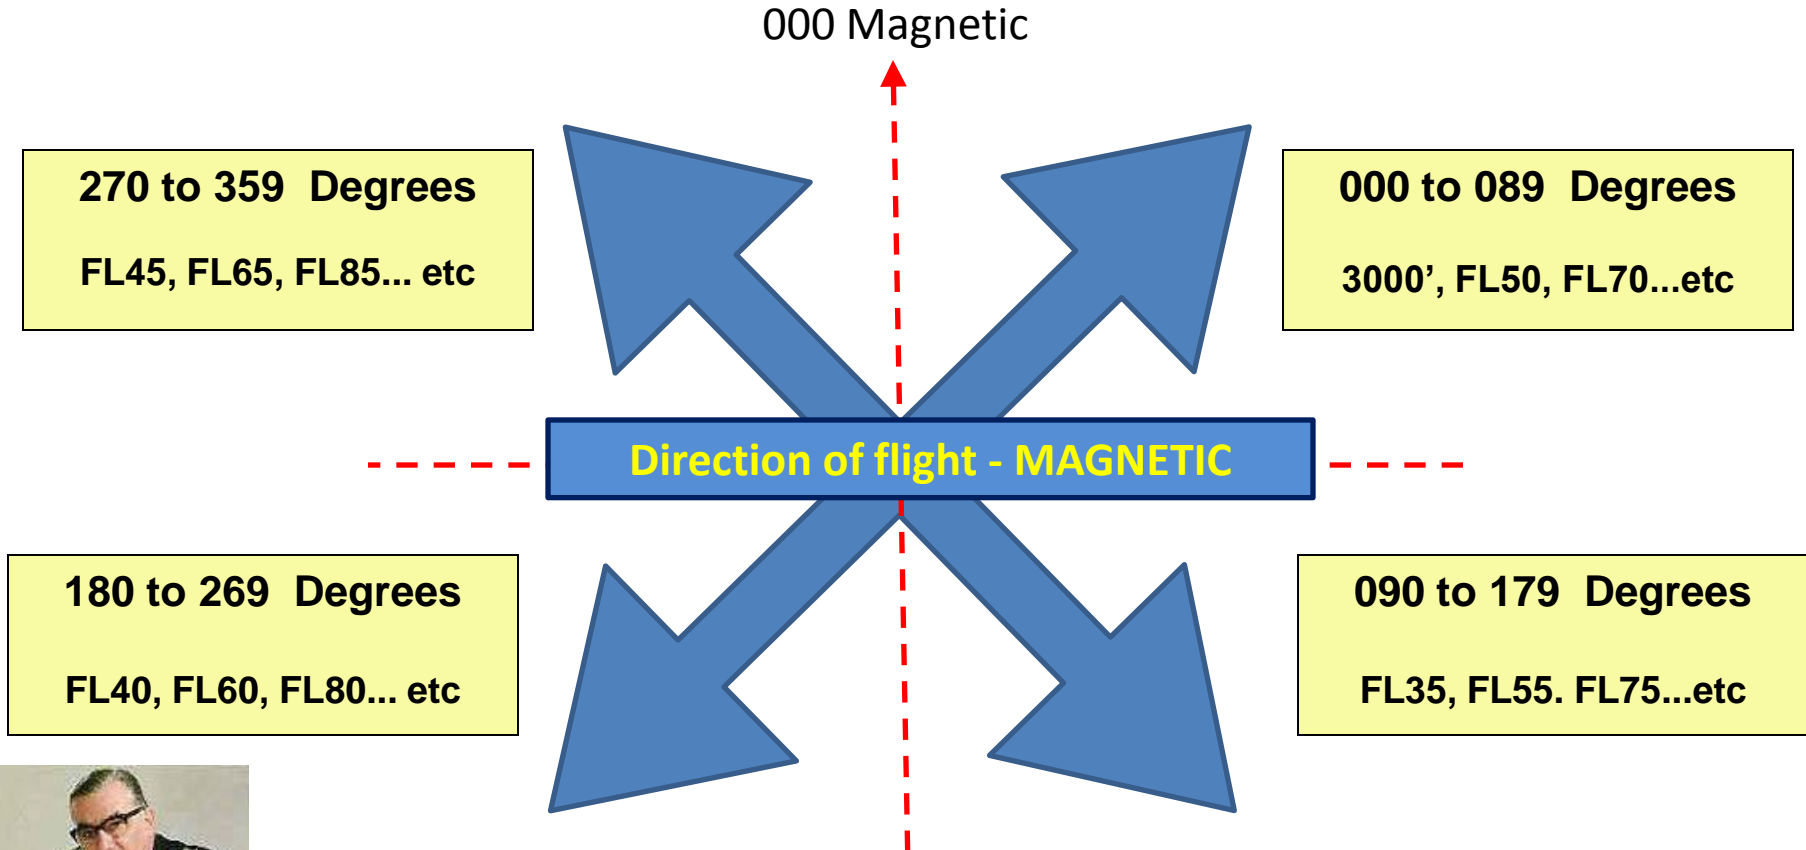 000 Magnetic
270 to 359  Degrees
FL45, FL65, FL85... etc
000 to 089  Degrees
3000’, FL50, FL70...etc
Direction of flight - MAGNETIC
180 to 269  Degrees
FL40, FL60, FL80... etc
090 to 179  Degrees
FL35, FL55. FL75...etc